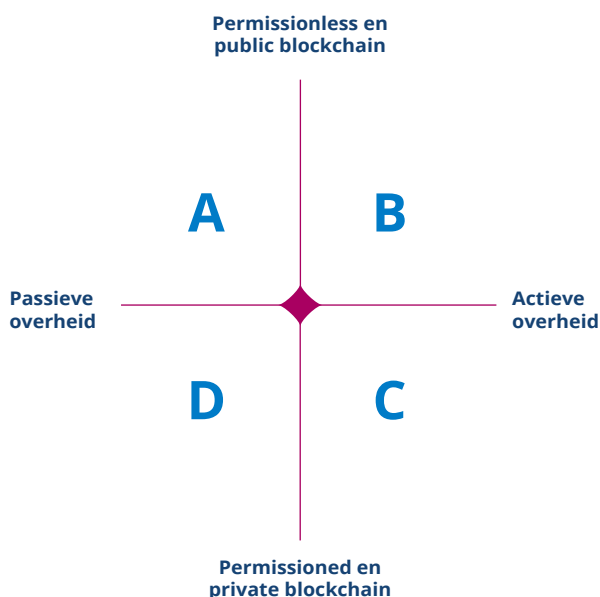 Permissionless en
public blockchain
A
B
Passieve
overheid
Actieve
overheid
D
C
Permissioned en
private blockchain